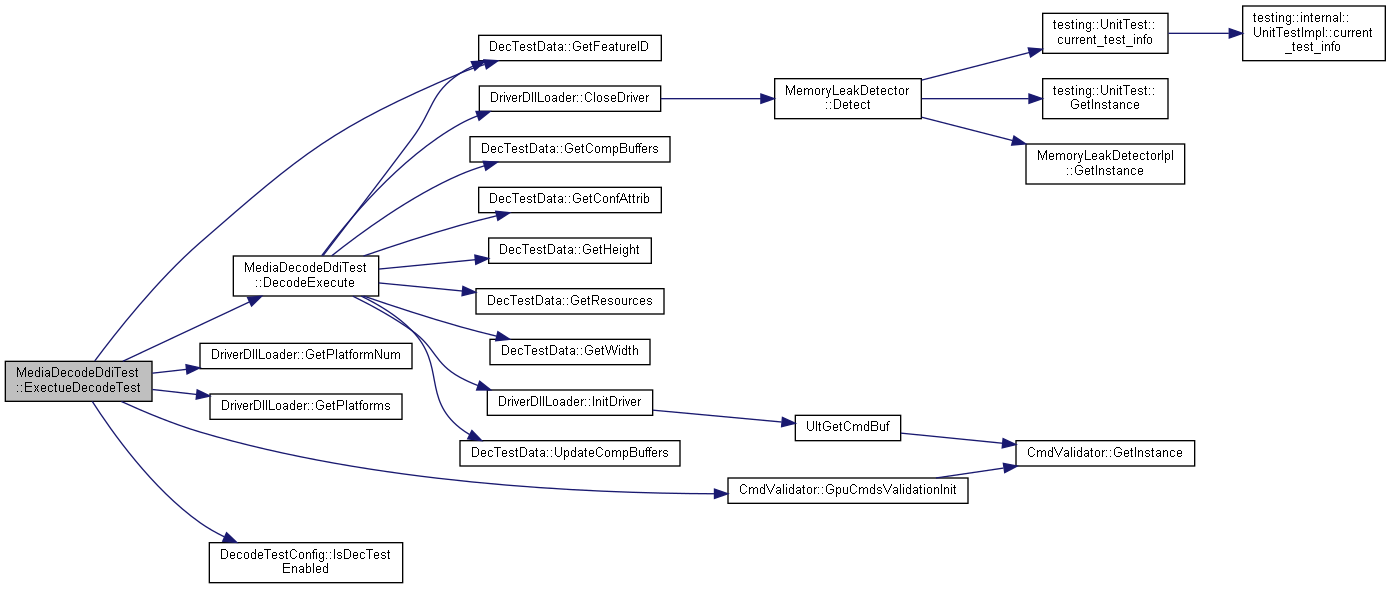 MediaDecodeDdiTest
::ExectueDecodeTest
DecTestData::GetFeatureID
MediaDecodeDdiTest
::DecodeExecute
DriverDllLoader::CloseDriver
MemoryLeakDetector
::Detect
testing::UnitTest::
current_test_info
testing::internal::
UnitTestImpl::current
_test_info
testing::UnitTest::
GetInstance
MemoryLeakDetectorIpl
::GetInstance
DecTestData::GetCompBuffers
DecTestData::GetConfAttrib
DecTestData::GetHeight
DecTestData::GetResources
DecTestData::GetWidth
DriverDllLoader::InitDriver
UltGetCmdBuf
CmdValidator::GetInstance
DecTestData::UpdateCompBuffers
DriverDllLoader::GetPlatformNum
DriverDllLoader::GetPlatforms
CmdValidator::GpuCmdsValidationInit
DecodeTestConfig::IsDecTest
Enabled